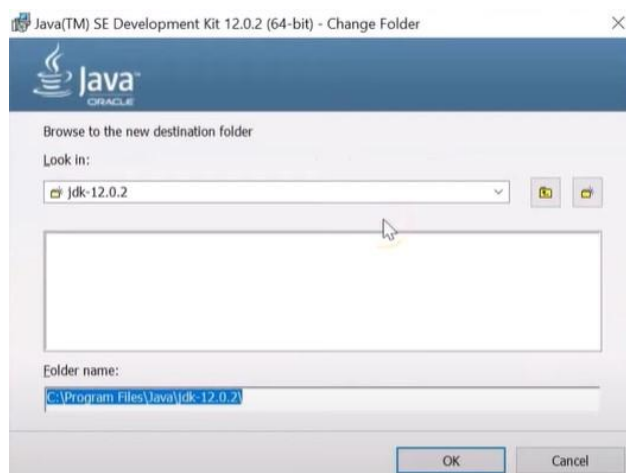 Java(TM) SE Development Kit 12.0.2 (64-bit) - Change Folder
Java
ORACLE
Browse to the new destination folder
Look in:
jdk-12.0.2
Folder name:
C:\Program Files\Java\jdk-12.0.2\
OK
Cancel